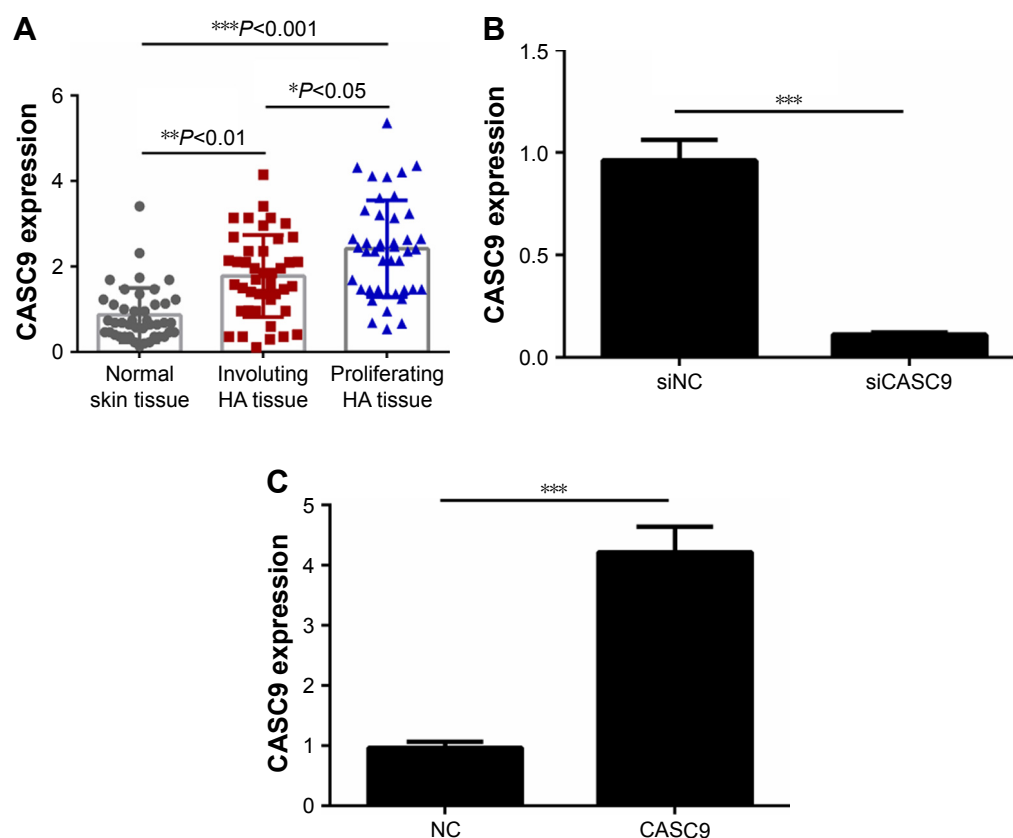 A
***P<0.001
*P<0.05
**P<0.01
CASC9 expression
6
4
2
0
Normal
skin tissue
Involuting
HA tissue
Proliferating
HA tissue
B
***
CASC9 expression
1.5
1.0
0.5
0.0
siNC
siCASC9
C
***
CASC9 expression
5
4
3
2
1
0
NC
CASC9